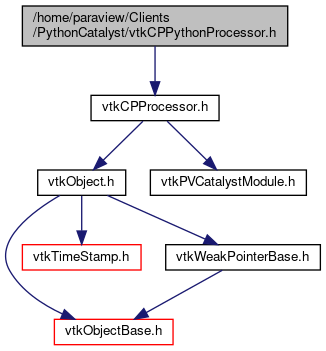 /home/paraview/Clients
/PythonCatalyst/vtkCPPythonProcessor.h
vtkCPProcessor.h
vtkObject.h
vtkPVCatalystModule.h
vtkTimeStamp.h
vtkWeakPointerBase.h
vtkObjectBase.h